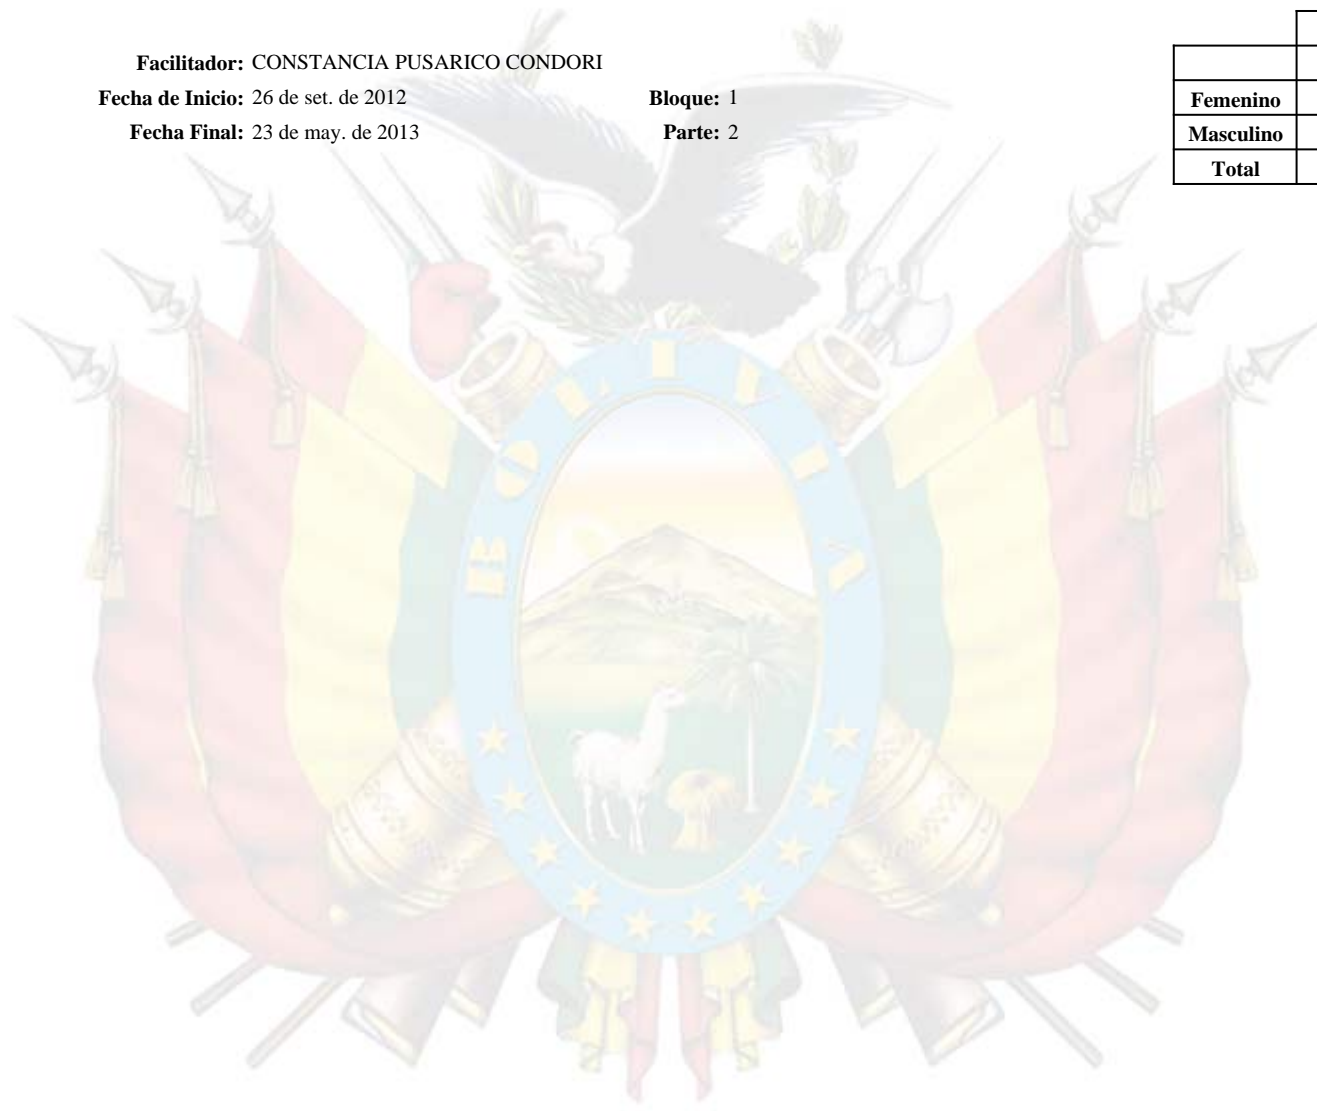 Facilitador: CONSTANCIA PUSARICO CONDORI
Fecha de Inicio: 26 de set. de 2012 Bloque: 1
Fecha Final: 23 de may. de 2013 Parte: 2
Femenino
Masculino
Total
BOLIVIA